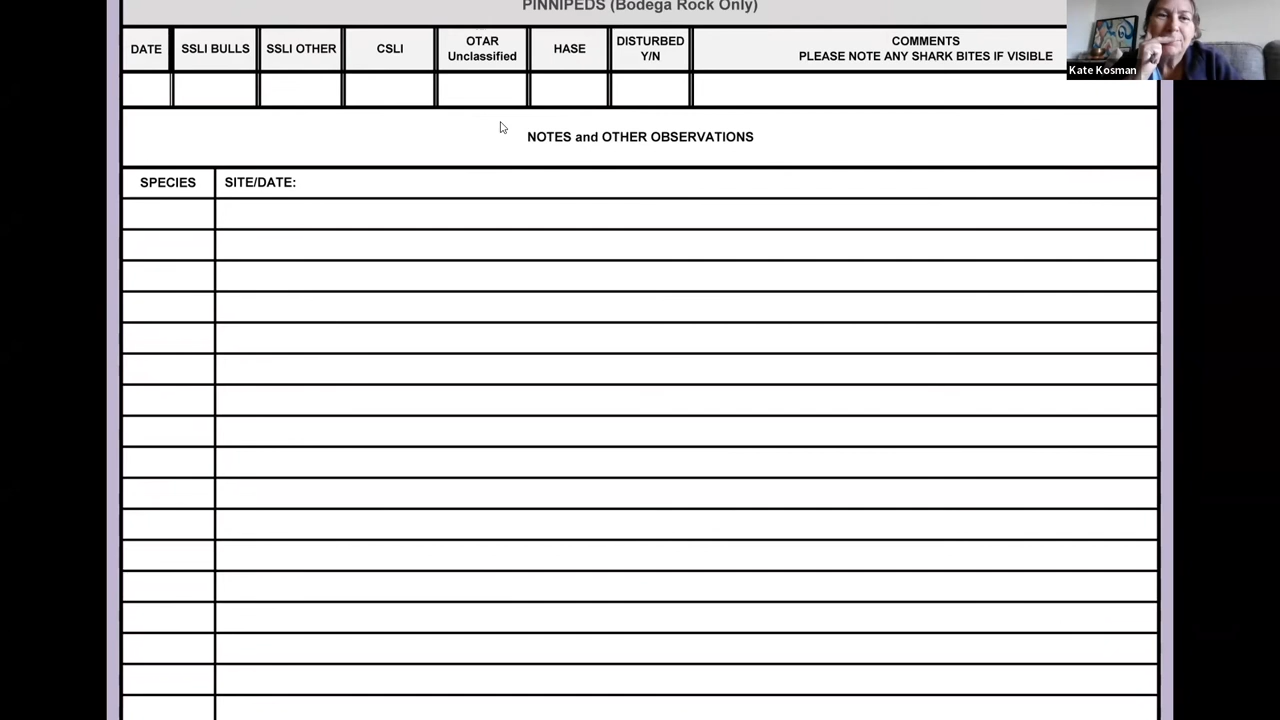 PINNIPEDS (Bodega Rock Only)
DATE
SSLI BULLS
SSLI OTHER
CSLI
OTAR
Unclassified
HASE
DISTURBED
Y/N
COMMENTS
PLEASE NOTE ANY SHARK BITES IF VISIBLE
Kate Kosman
NOTES and OTHER OBSERVATIONS
SPECIES
SITE/DATE: